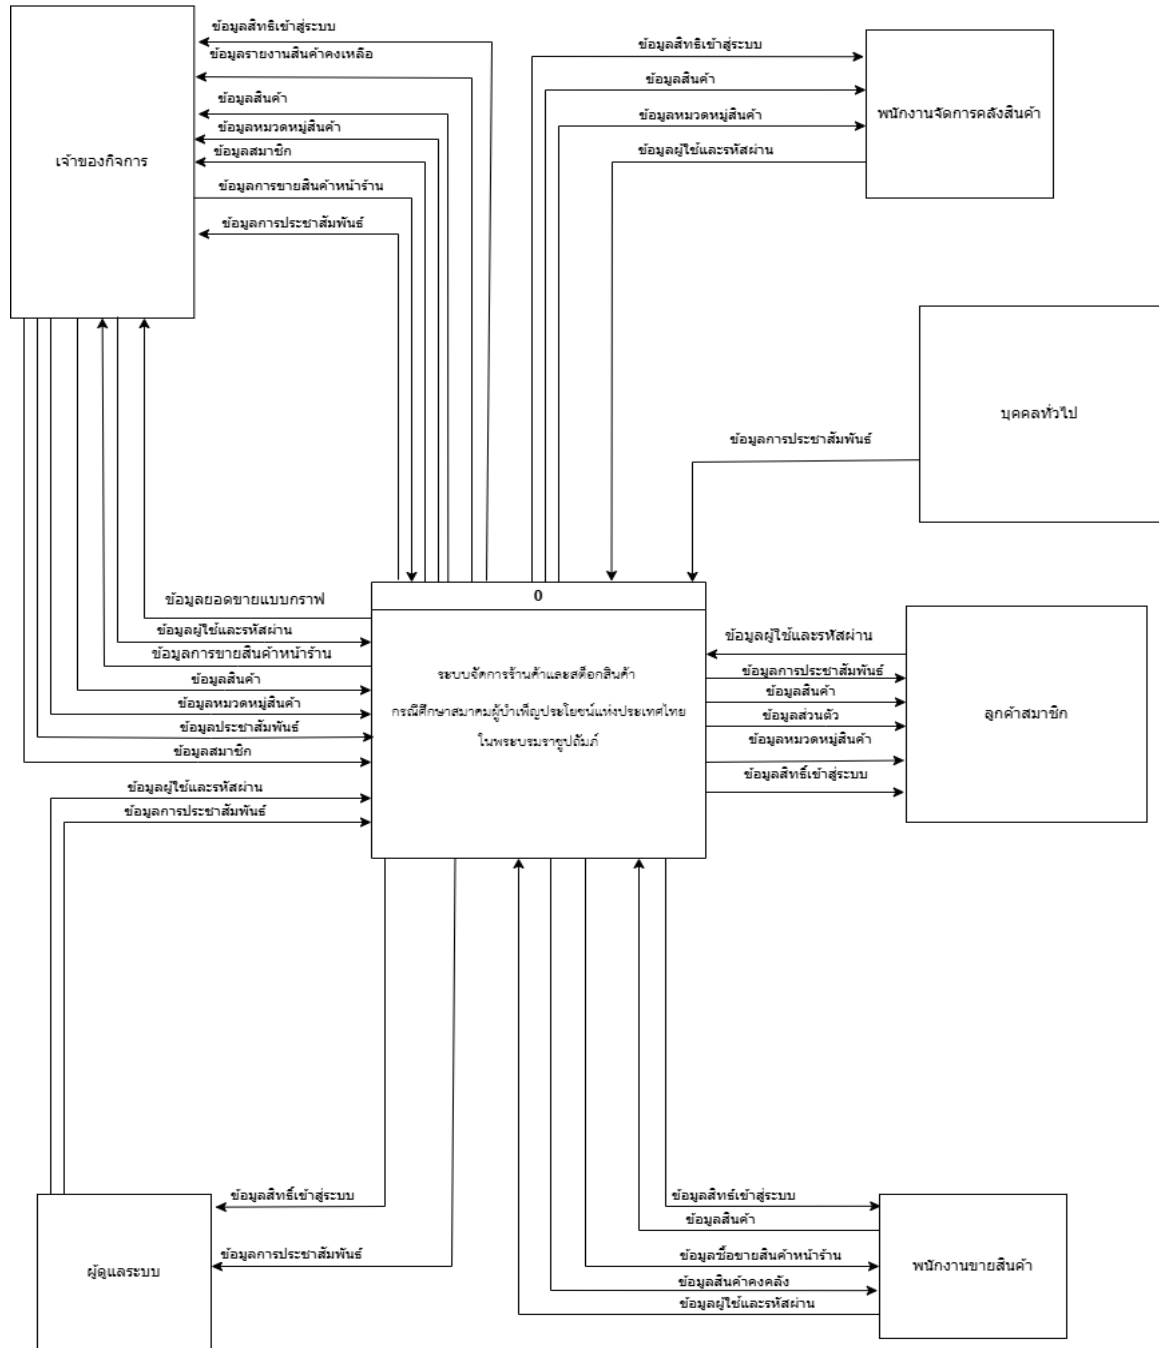 ข้อมูลสิทธิเข้าสู่ระบบ
ข้อมูลรายงานสินค้าคงเหลือ
ข้อมูลสินค้า
ข้อมูลหมวดหมู่สินค้า
ข้อมูลสมาชิก
เจ้าของกิจการ
ข้อมูลการขายสินค้าหน้าร้าน
ข้อมูลการประชาสัมพันธ์
ข้อมูลสิทธิเข้าสู่ระบบ
ข้อมูลสินค้า
ข้อมูลหมวดหมู่สินค้า
ข้อมูลผู้ใช้และรหัสผ่าน
พนักงานจัดการคลังสินค้า
บุคคลทั่วไป
ข้อมูลการประชาสัมพันธ์
ข้อมูลยอดขายแบบกราฟ
ข้อมูลผู้ใช้และรหัสผ่าน
ข้อมูลการขายสินค้าหน้าร้าน
ข้อมูลสินค้า
ข้อมูลหมวดหมู่สินค้า
ข้อมูลประชาสัมพันธ์
ข้อมูลสมาชิก
ข้อมูลผู้ใช้และรหัสผ่าน
ข้อมูลการประชาสัมพันธ์
0
ระบบจัดการร้านค้าและสต็อกสินค้า
กรณีศึกษาสมาคมผู้บำเพ็ญประโยชน์แห่งประเทศไทย
ในพระบรมราชูปถัมภ์
ข้อมูลผู้ใช้และรหัสผ่าน
ข้อมูลการประชาสัมพันธ์
ข้อมูลสินค้า
ข้อมูลส่วนตัว
ข้อมูลหมวดหมู่สินค้า
ข้อมูลสิทธิ์เข้าสู่ระบบ
ลูกค้าสมาชิก
ข้อมูลสิทธิ์เข้าสู่ระบบ
ข้อมูลการประชาสัมพันธ์
ผู้ดูแลระบบ
ข้อมูลสิทธ์เข้าสู่ระบบ
ข้อมูลสินค้า
ข้อมูลซื้อขายสินค้าหน้าร้าน
ข้อมูลสินค้าคงคลัง
ข้อมูลผู้ใช้และรหัสผ่าน
พนักงานขายสินค้า